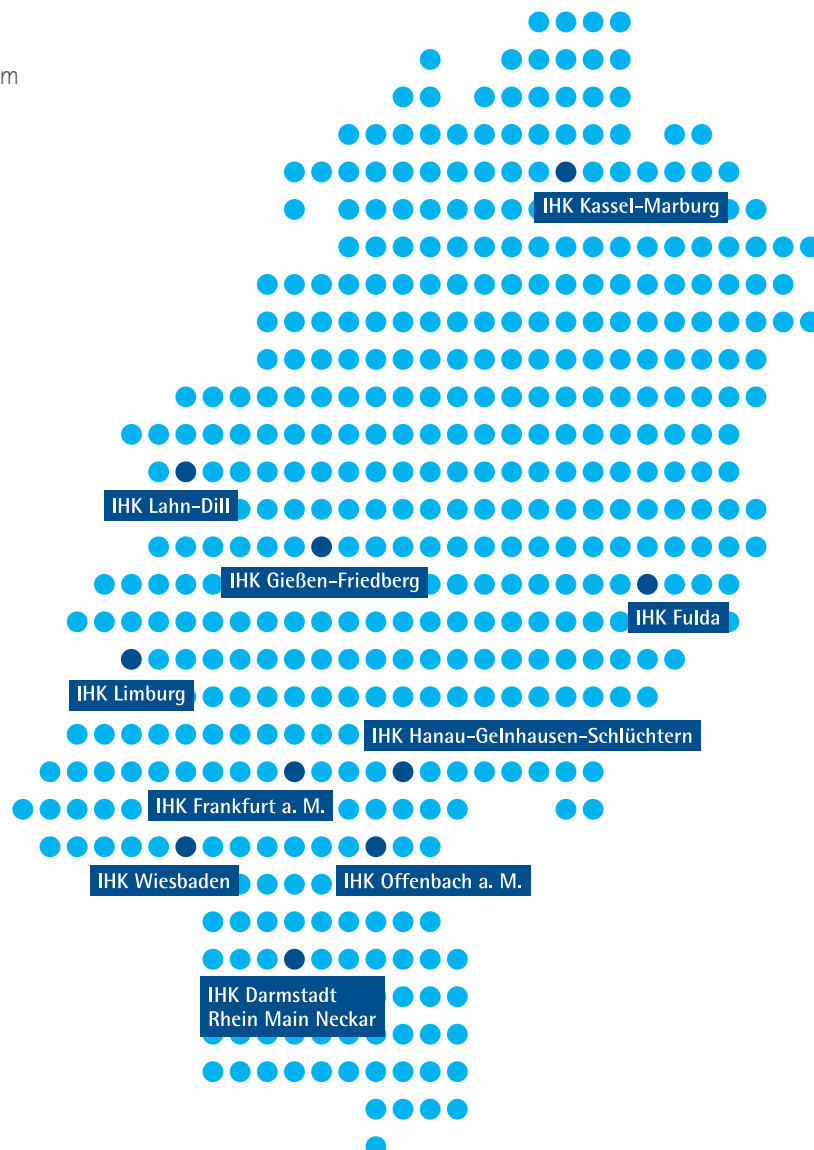 m
IHK Kassel-Marburg
IHK Lahn-Dill
IHK Gießen-Friedberg
IHK Fulda
IHK Limburg
IHK Hanau-Gelnhausen-Schlüchtern
IHK Frankfurt a. M.
IHK Wiesbaden
IHK Offenbach a. M.
IHK Darmstadt
Rhein Main Neckar